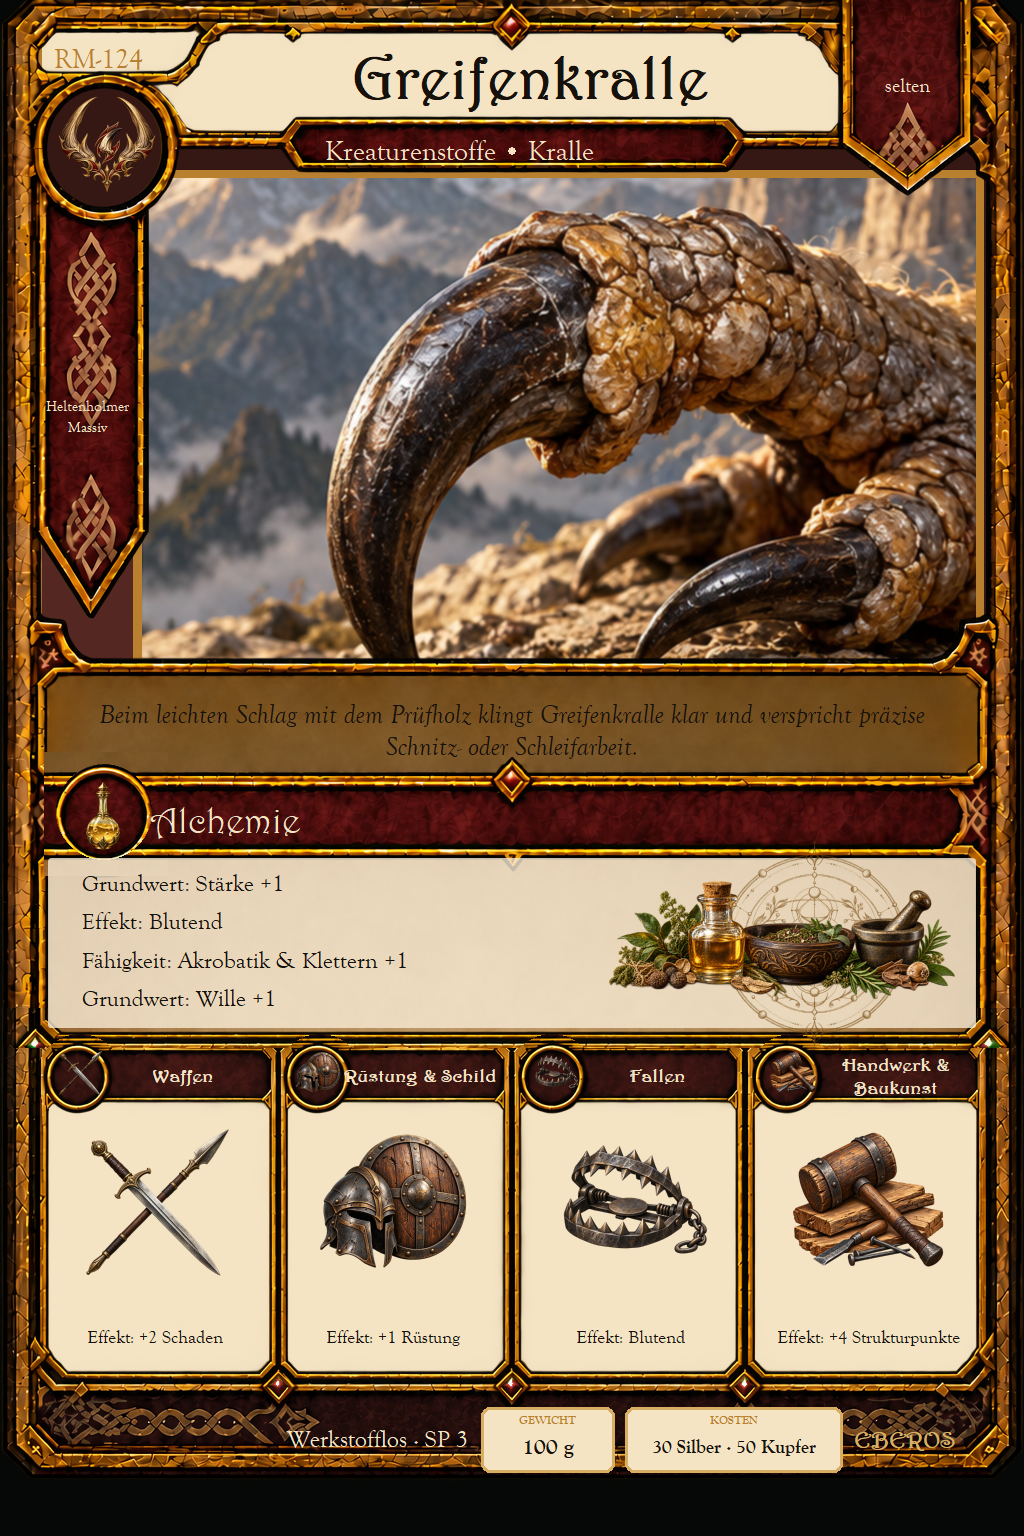 RM-124
Greifenkralle
selten
Kreaturenstoffe • Kralle
Heltenholmer
Massiv
Beim leichten Schlag mit dem Prüfholz klingt Greifenkralle klar und verspricht präzise
Schnitz- oder Schleifarbeit.
Alchemie
Grundwert: Stärke +1
Effekt: Blutend
Fähigkeit: Akrobatik & Klettern +1
Grundwert: Wille +1
Waffen
Rüstung & Schild
Fallen
Handwerk &
Baukunst
Effekt: +2 Schaden
Effekt: +1 Rüstung
Effekt: Blutend
Effekt: +4 Strukturpunkte
Werkstofflos · SP 3
GEWICHT
100 g
KOSTEN
30 Silber · 50 Kupfer
EBEROS